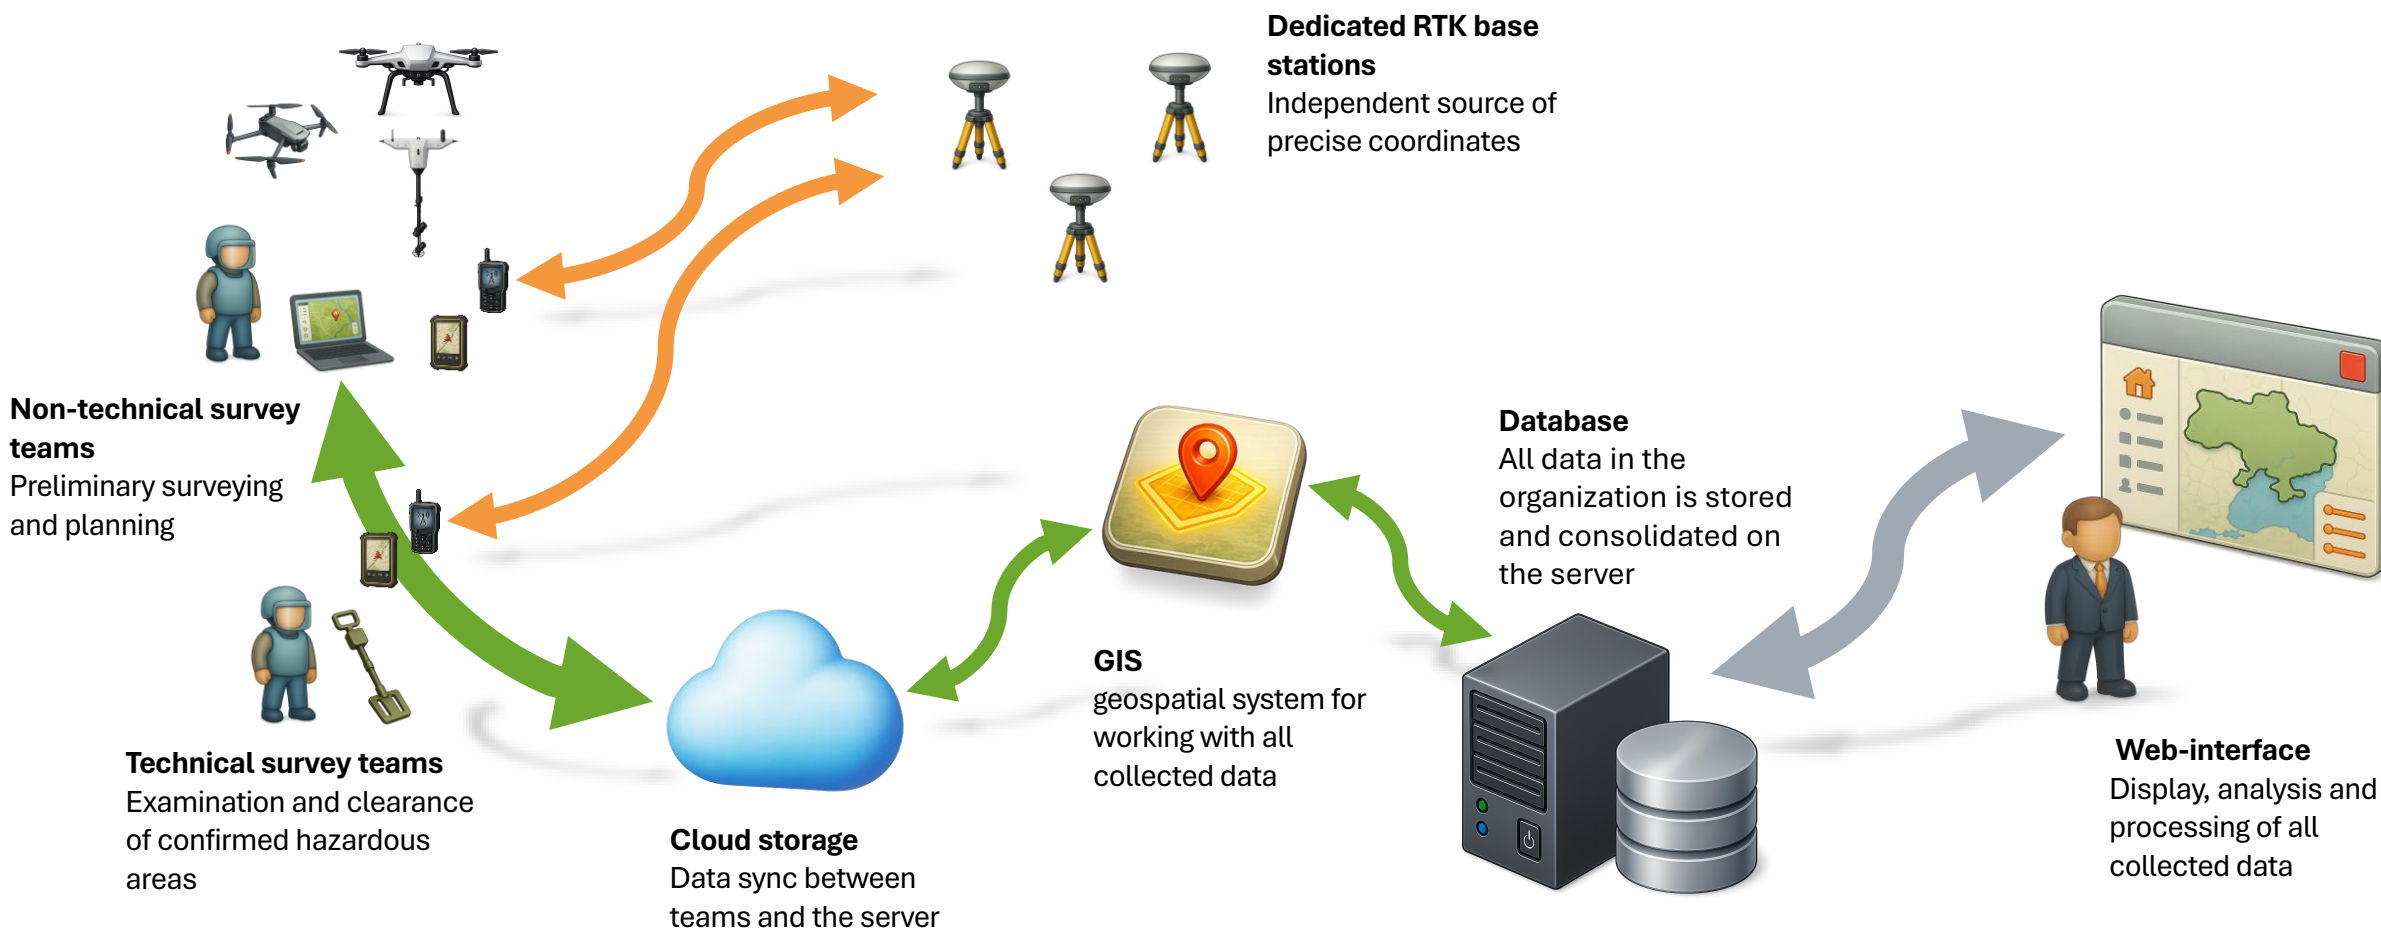 Dedicated RTK base
stations
Independent source of
precise coordinates
Non-technical survey
teams
Preliminary surveying
and planning
Technical survey teams
Examination and clearance
of confirmed hazardous
areas
Cloud storage
Data sync between
teams and the server
GIS
geospatial system for
working with all
collected data
Database
All data in the
organization is stored
and consolidated on
the server
Web-interface
Display, analysis and
processing of all
collected data